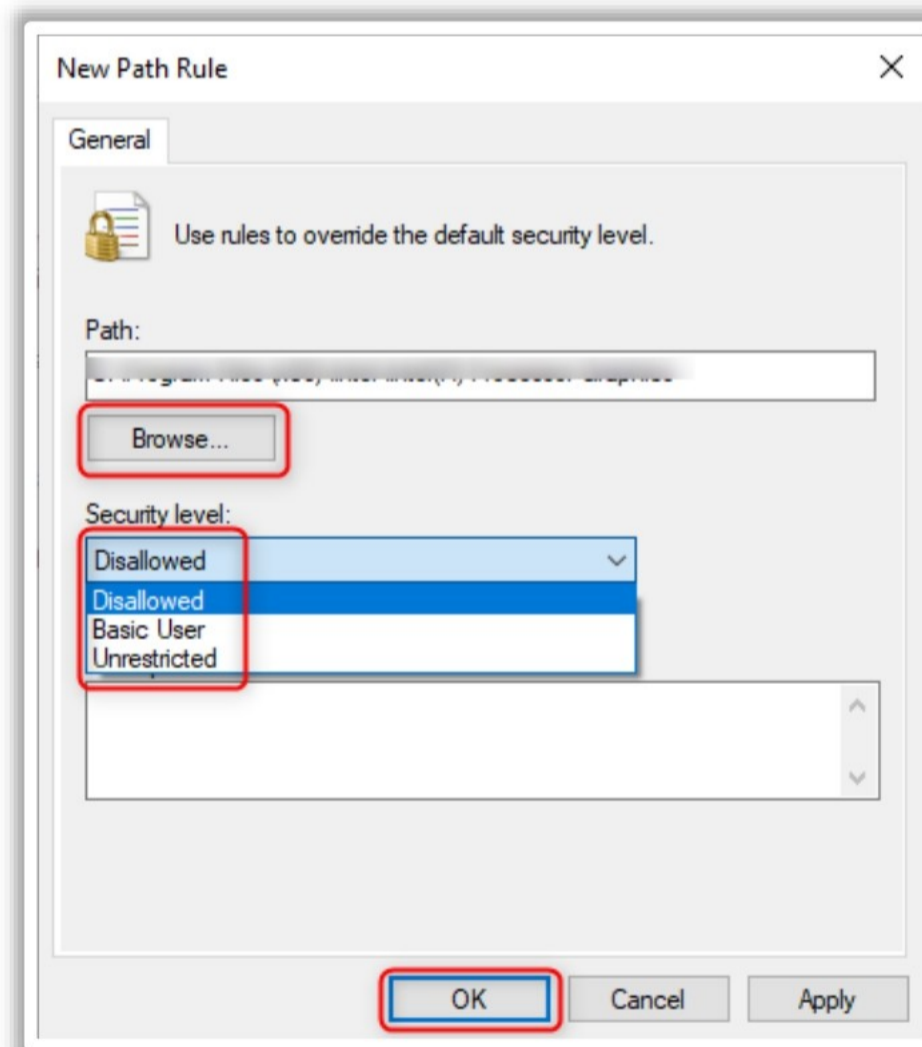 New Path Rule
General
Use rules to override the default security level.
Path:
Browse...
Security level:
Disallowed
Disallowed
Basic User
Unrestricted
OK
Cancel
Apply